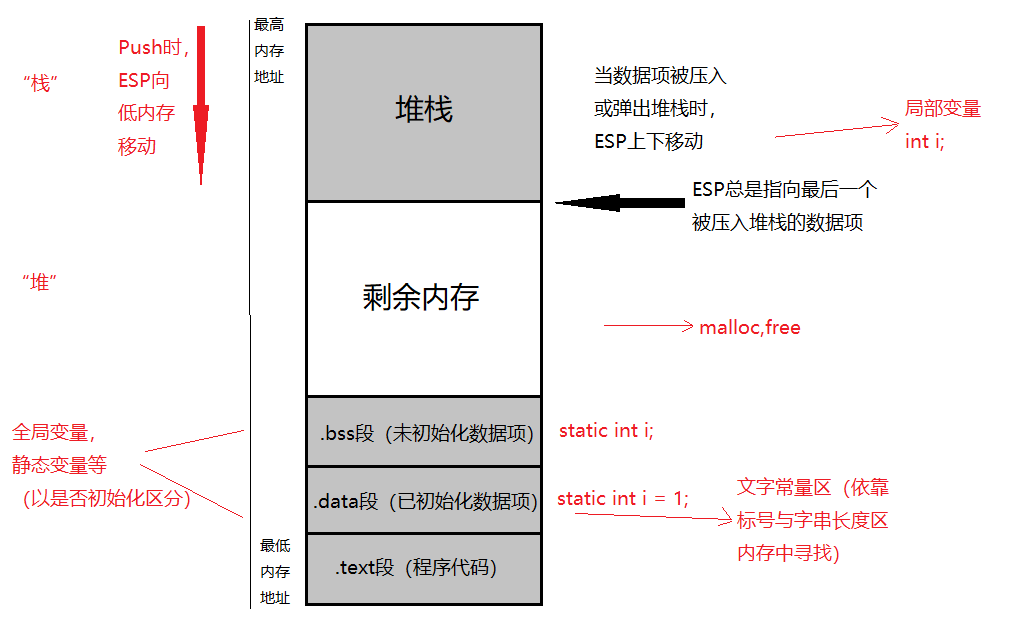 最高
内存
地址
Push时，
ESP向
低内存
移动
“栈”
堆栈
当数据项被压入
或弹出堆栈时，
ESP上下移动
局部变量
int i;
ESP总是指向最后一个
被压入堆栈的数据项
“堆”
剩余内存
malloc,free
全局变量，
静态变量等
（以是否初始化区分）
.bss段（未初始化数据项）
static int i;
.data段（已初始化数据项）
static int i = 1;
文字常量区（依靠
标号与字串长度区
内存中寻找）
最低
内存
地址
.text段（程序代码）